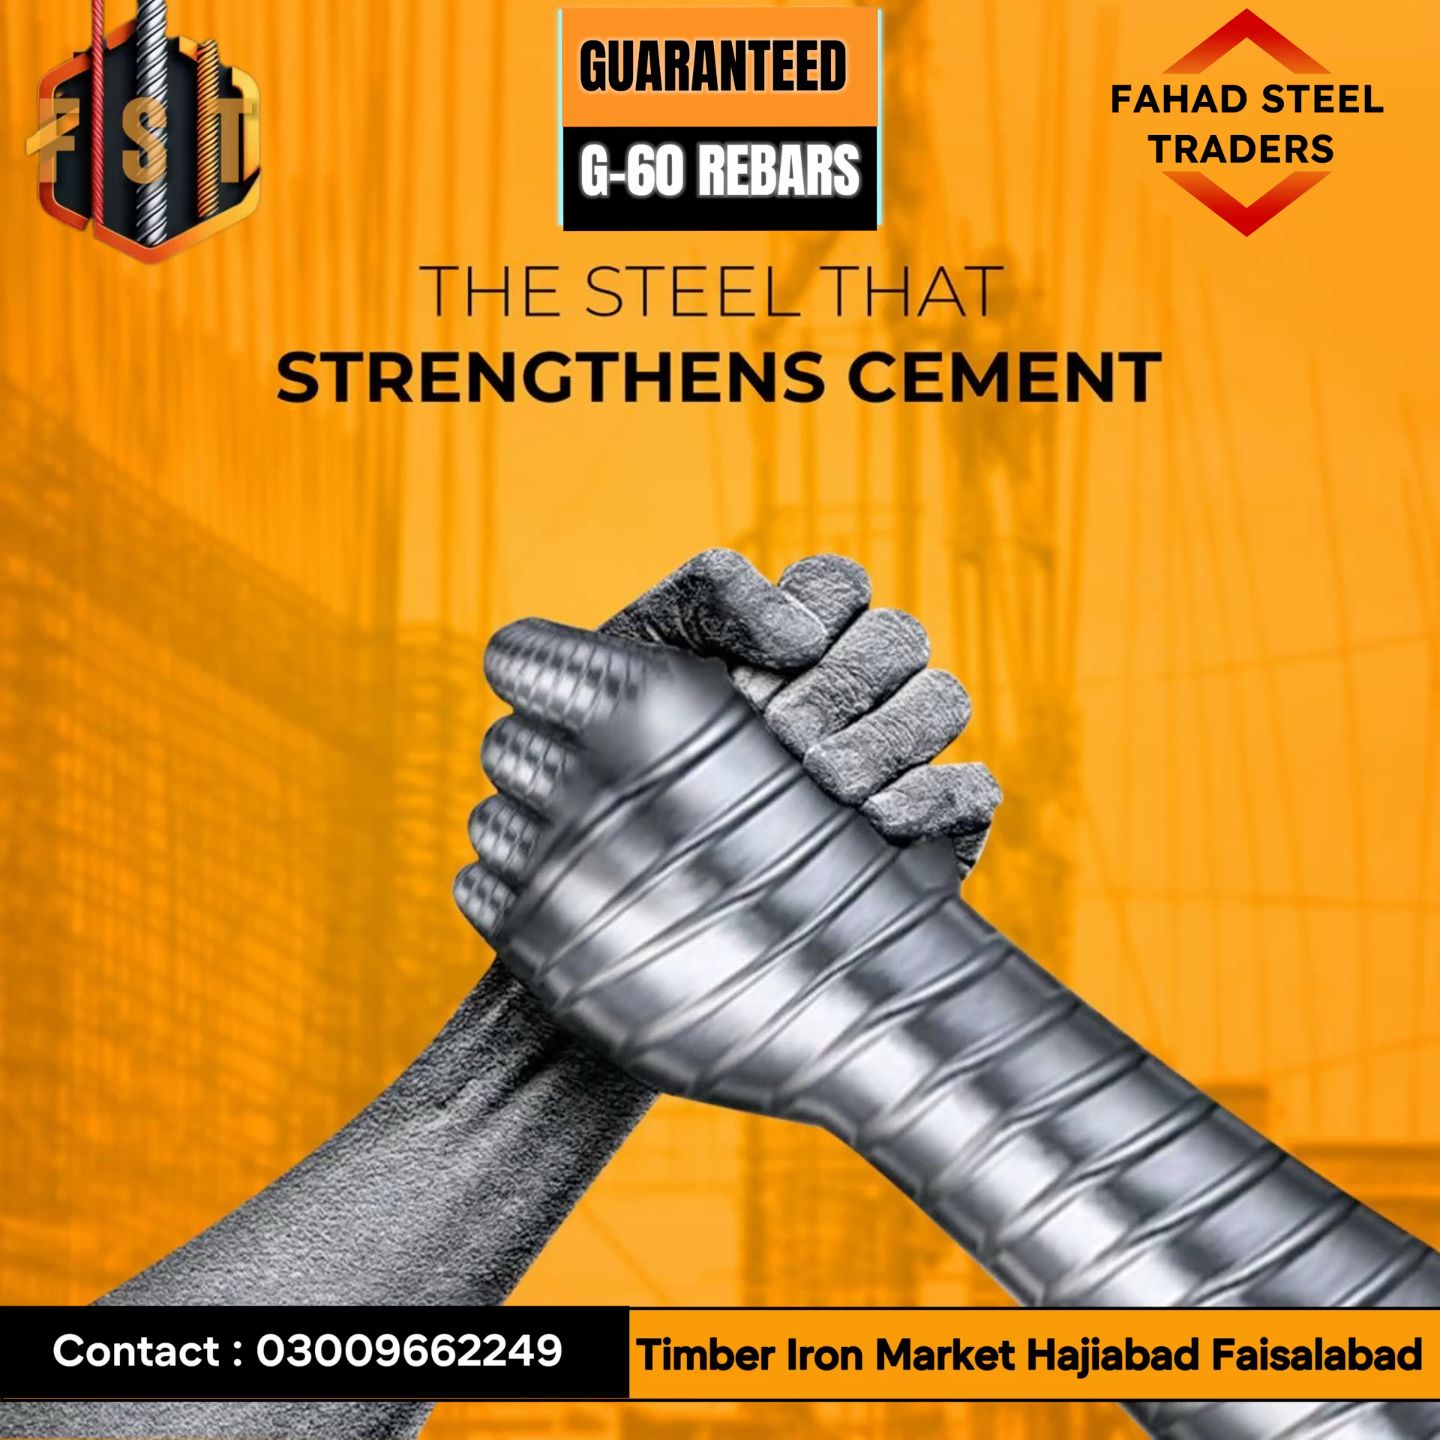 FST
GUARANTEED
G-60 REBARS
FAHAD STEEL
TRADERS
THE STEEL THAT
STRENGTHENS CEMENT
Contact : 03009662249
Timber Iron Market Hajiabad Faisalabad